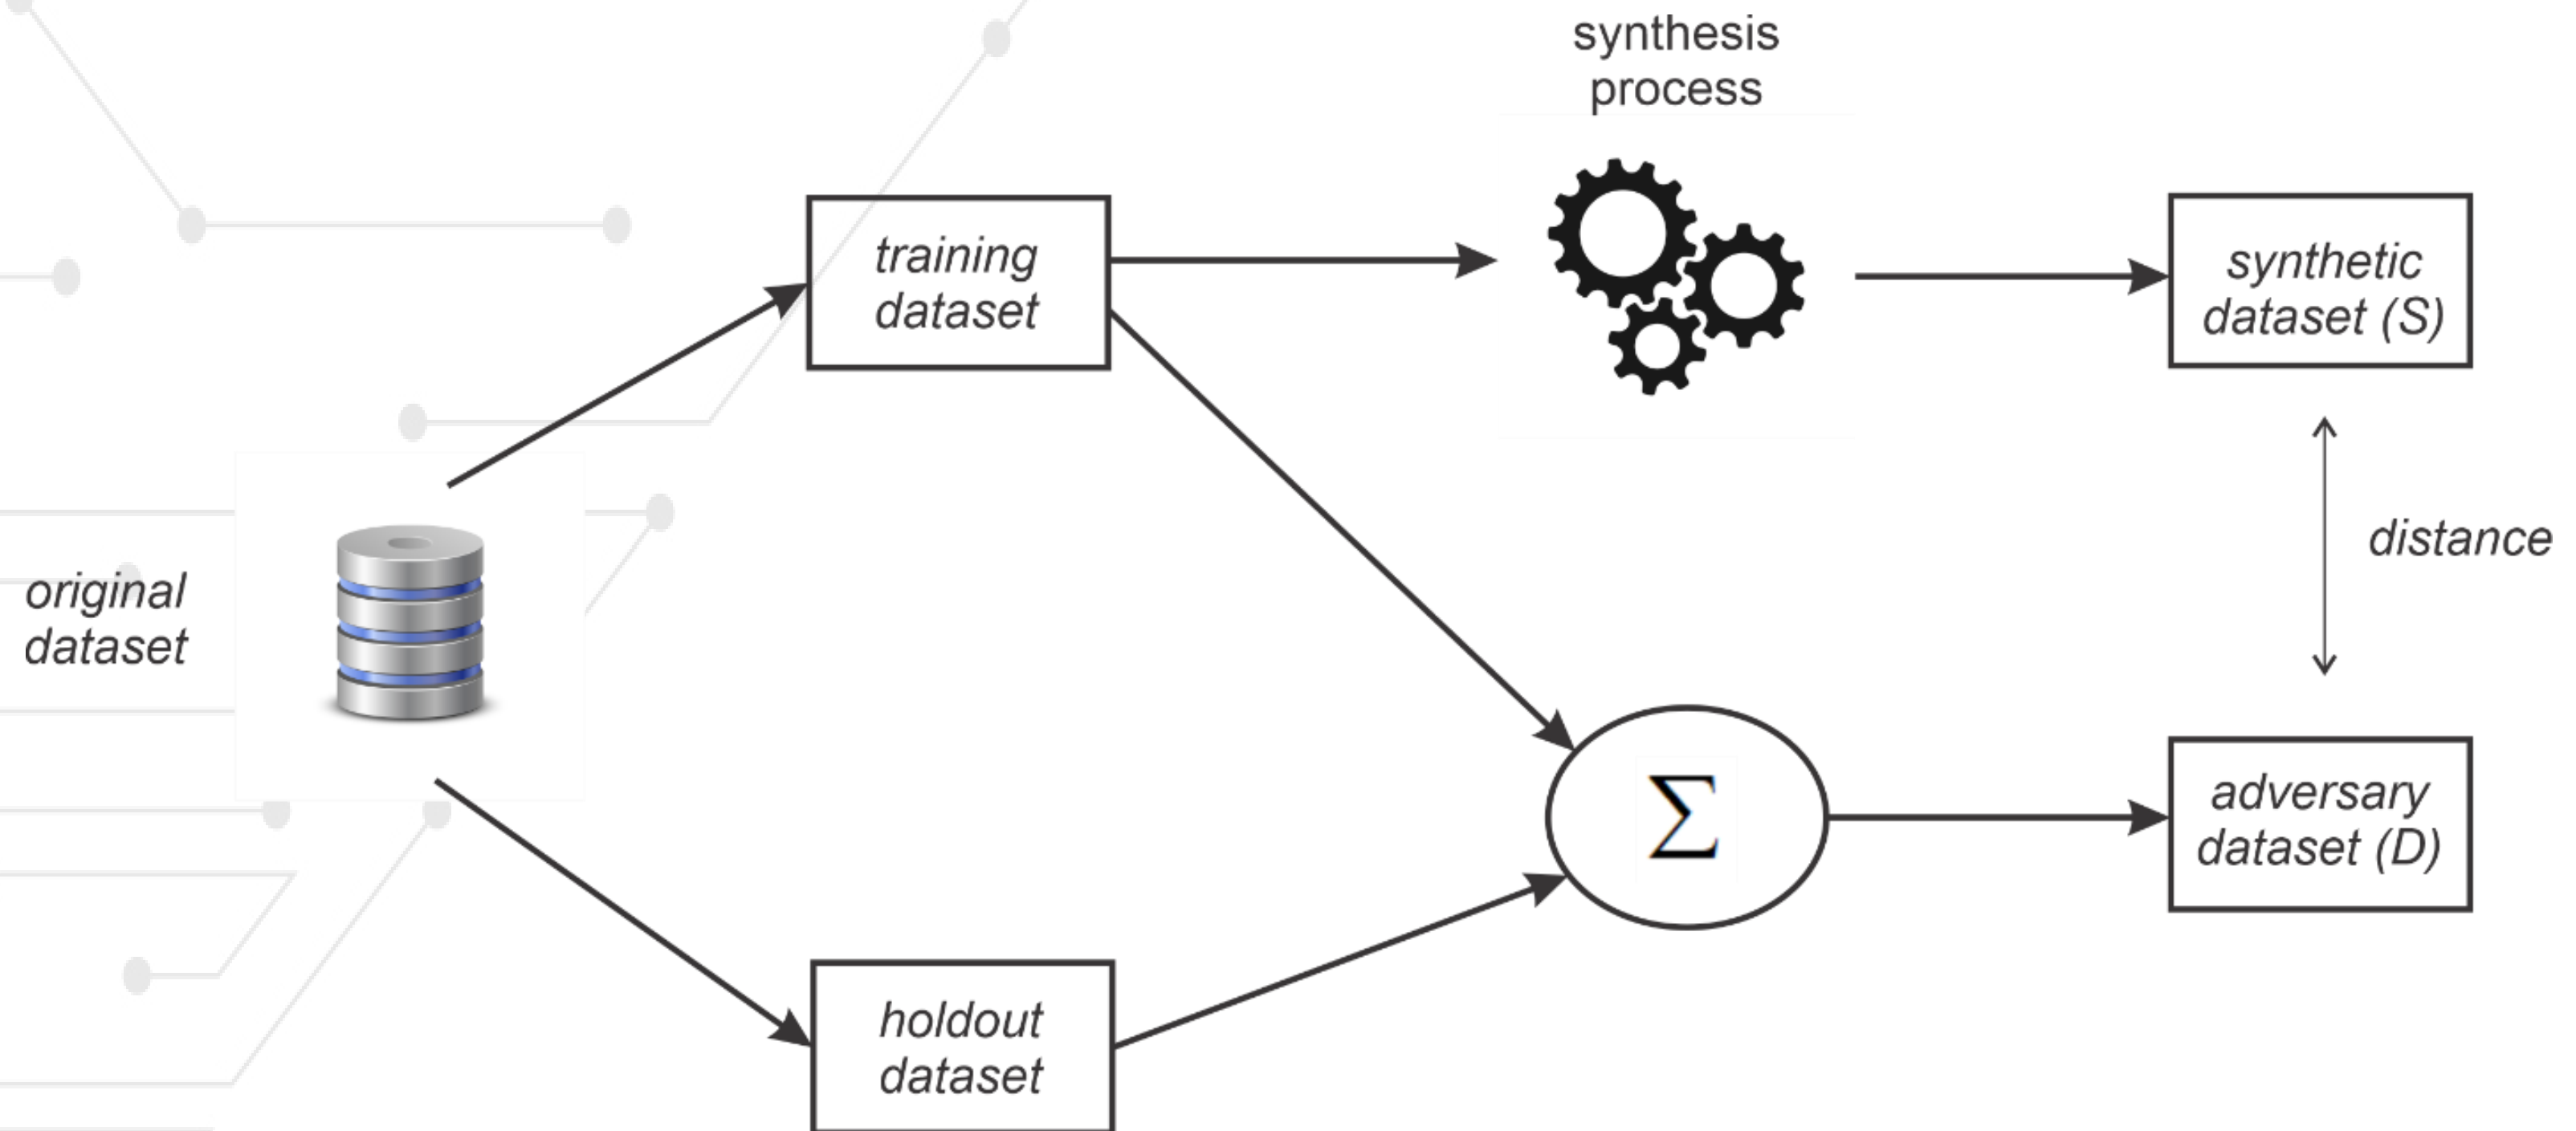 synthesis
process
training
dataset
synthetic
dataset (S)
distance
original
dataset
Σ
adversary
dataset (D)
holdout
dataset